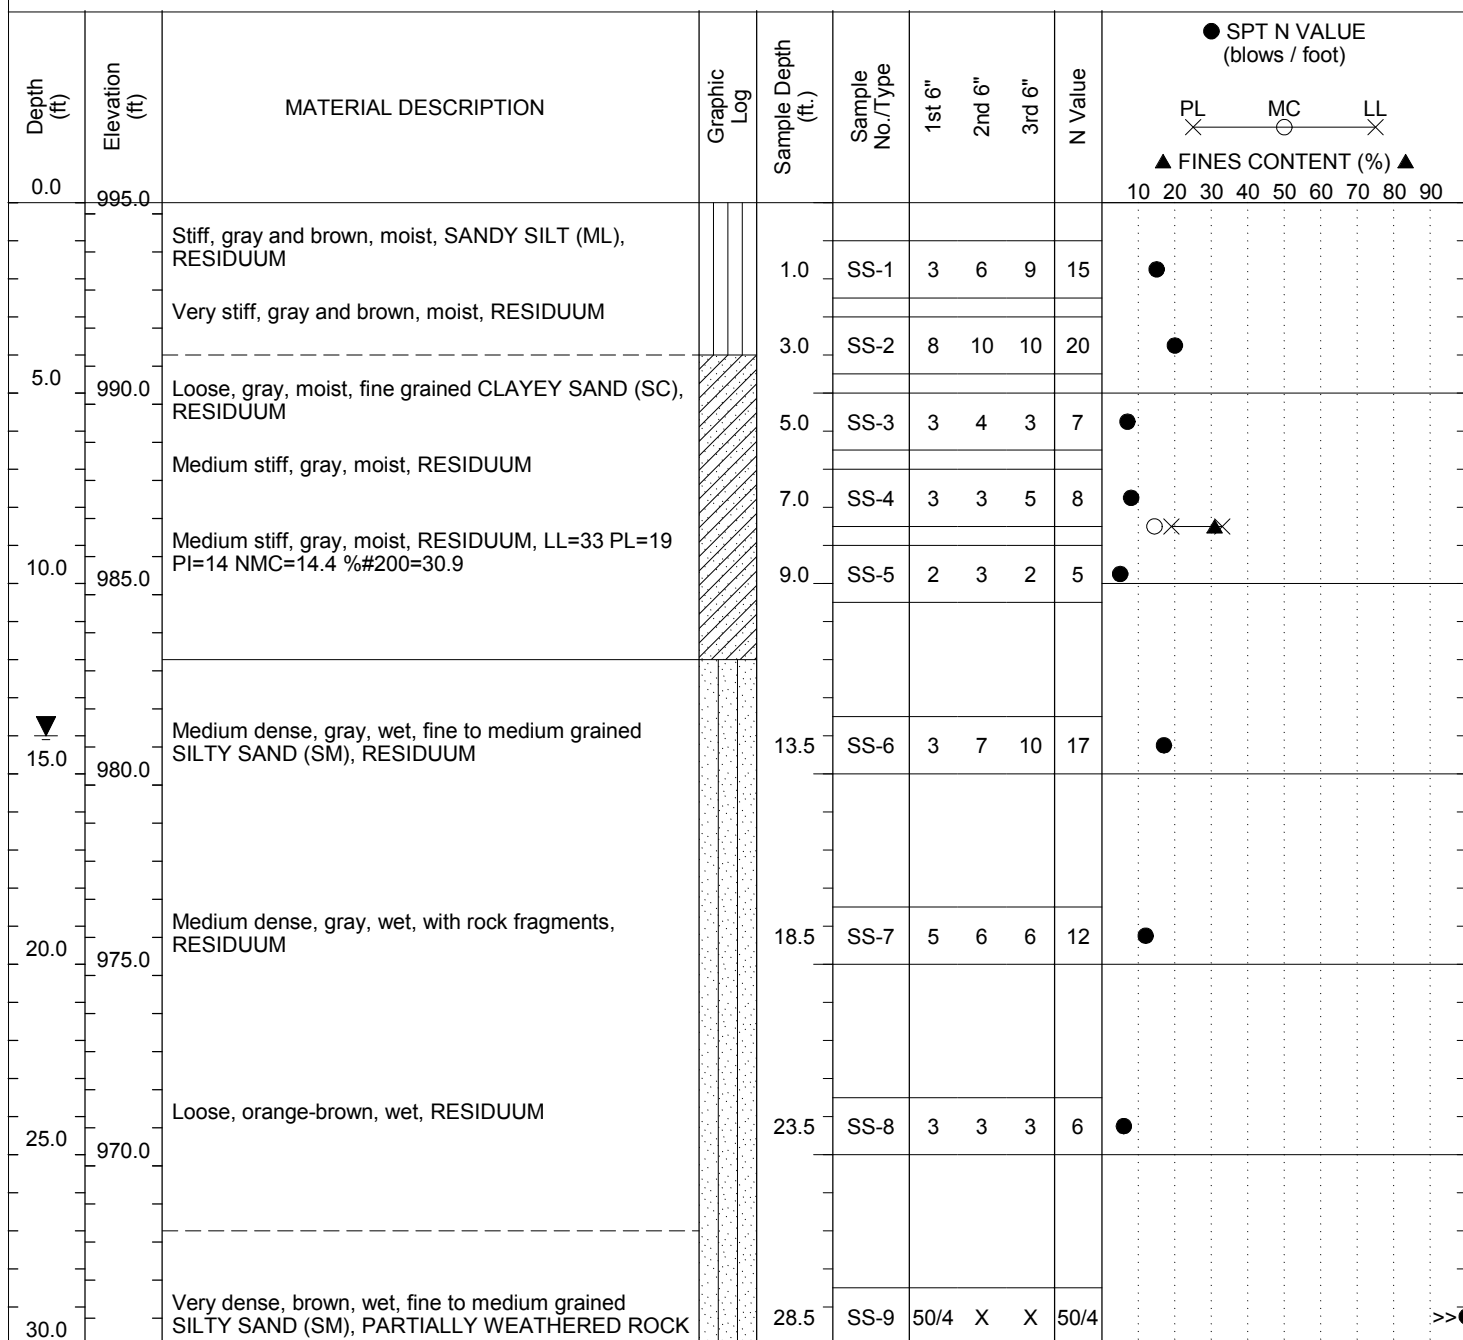 ● SPT N VALUE
(blows / foot)
Depth
(ft)
Elevation
(ft)
MATERIAL DESCRIPTION
Graphic
Log
Sample Depth
(ft.)
Sample
No./Type
1st 6"
2nd 6"
3rd 6"
N Value
PL MC LL
▲ FINES CONTENT (%) ▲
10 20 30 40 50 60 70 80 90
0.0
995.0
Stiff, gray and brown, moist, SANDY SILT (ML),
RESIDUUM
1.0 SS-1 3 6 9 15
Very stiff, gray and brown, moist, RESIDUUM
3.0 SS-2 8 10 10 20
5.0
990.0
Loose, gray, moist, fine grained CLAYEY SAND (SC),
RESIDUUM
5.0 SS-3 3 4 3 7
Medium stiff, gray, moist, RESIDUUM
7.0 SS-4 3 3 5 8
Medium stiff, gray, moist, RESIDUUM, LL=33 PL=19
PI=14 NMC=14.4 %#200=30.9
10.0
985.0
9.0 SS-5 2 3 2 5
Medium dense, gray, wet, fine to medium grained
SILTY SAND (SM), RESIDUUM
13.5 SS-6 3 7 10 17
15.0
980.0
Medium dense, gray, wet, with rock fragments,
RESIDUUM
18.5 SS-7 5 6 6 12
20.0
975.0
Loose, orange-brown, wet, RESIDUUM
23.5 SS-8 3 3 3 6
25.0
970.0
Very dense, brown, wet, fine to medium grained
SILTY SAND (SM), PARTIALLY WEATHERED ROCK
28.5 SS-9 50/4 X X 50/4 >>
30.0